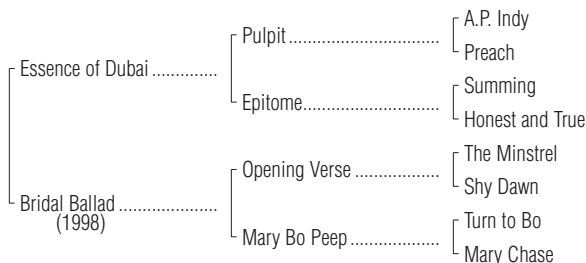 A.P. Indy
Pulpit
Preach
Essence of Dubai
Summing
Epitome
Honest and True
The Minstrel
Opening Verse
Shy Dawn
Bridal Ballad
(1998)
Turn to Bo
Mary Bo Peep
Mary Chase